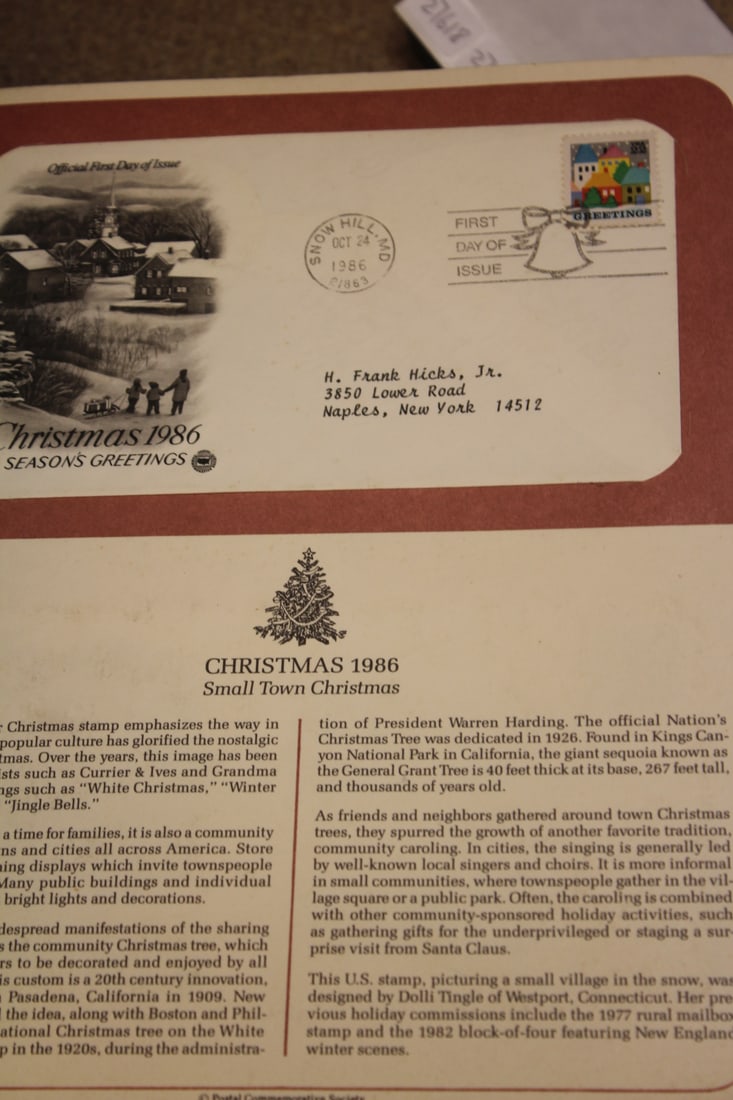 27618
Official First Day of Issue
SNOW HILL, MD
OCT 24
1986
21863
FIRST
DAY OF
ISSUE
USA 22
GREETINGS
H. Frank Hicks, Jr.
3850 Lower Road
Naples, New York 14512
Christmas 1986
SEASON'S GREETINGS
CHRISTMAS 1986
Small Town Christmas
Christmas stamp emphasizes the way in
popular culture has glorified the nostalgic
tmas. Over the years, this image has been
ists such as Currier & Ives and Grandma
ngs such as "White Christmas," "Winter
"Jingle Bells."
a time for families, it is also a community
ns and cities all across America. Store
ning displays which invite townspeople
Many public buildings and individual
bright lights and decorations.
despread manifestations of the sharing
s the community Christmas tree, which
rs to be decorated and enjoyed by all
is custom is a 20th century innovation,
Pasadena, California in 1909. New
the idea, along with Boston and Phil-
ational Christmas tree on the White
p in the 1920s, during the administra-
tion of President Warren Harding. The official Nation's
Christmas Tree was dedicated in 1926. Found in Kings Can-
yon National Park in California, the giant sequoia known as
the General Grant Tree is 40 feet thick at its base, 267 feet tall,
and thousands of years old.
As friends and neighbors gathered around town Christmas
trees, they spurred the growth of another favorite tradition,
community caroling. In cities, the singing is generally led
by well-known local singers and choirs. It is more informal
in small communities, where townspeople gather in the vil-
lage square or a public park. Often, the caroling is combined
with other community-sponsored holiday activities, such
as gathering gifts for the underprivileged or staging a sur-
prise visit from Santa Claus.
This U.S. stamp, picturing a small village in the snow, was
designed by Dolli Tingle of Westport, Connecticut. Her pre-
vious holiday commissions include the 1977 rural mailbox
stamp and the 1982 block-of-four featuring New England
winter scenes.
© Postal Commemorative Society